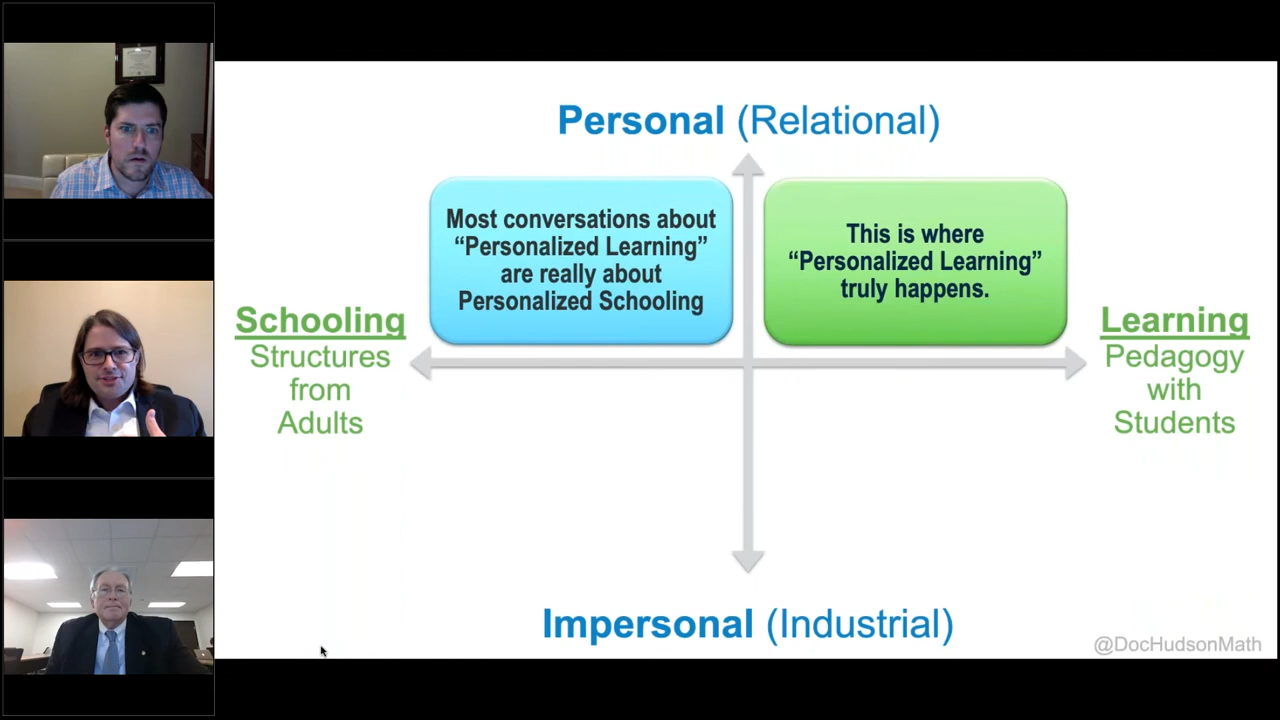 Personal (Relational)
Most conversations about
“Personalized Learning”
are really about
Personalized Schooling
This is where
“Personalized Learning”
truly happens.
Schooling
Structures
from
Adults
Learning
Pedagogy
with
Students
Impersonal (Industrial)
@DocHudsonMath